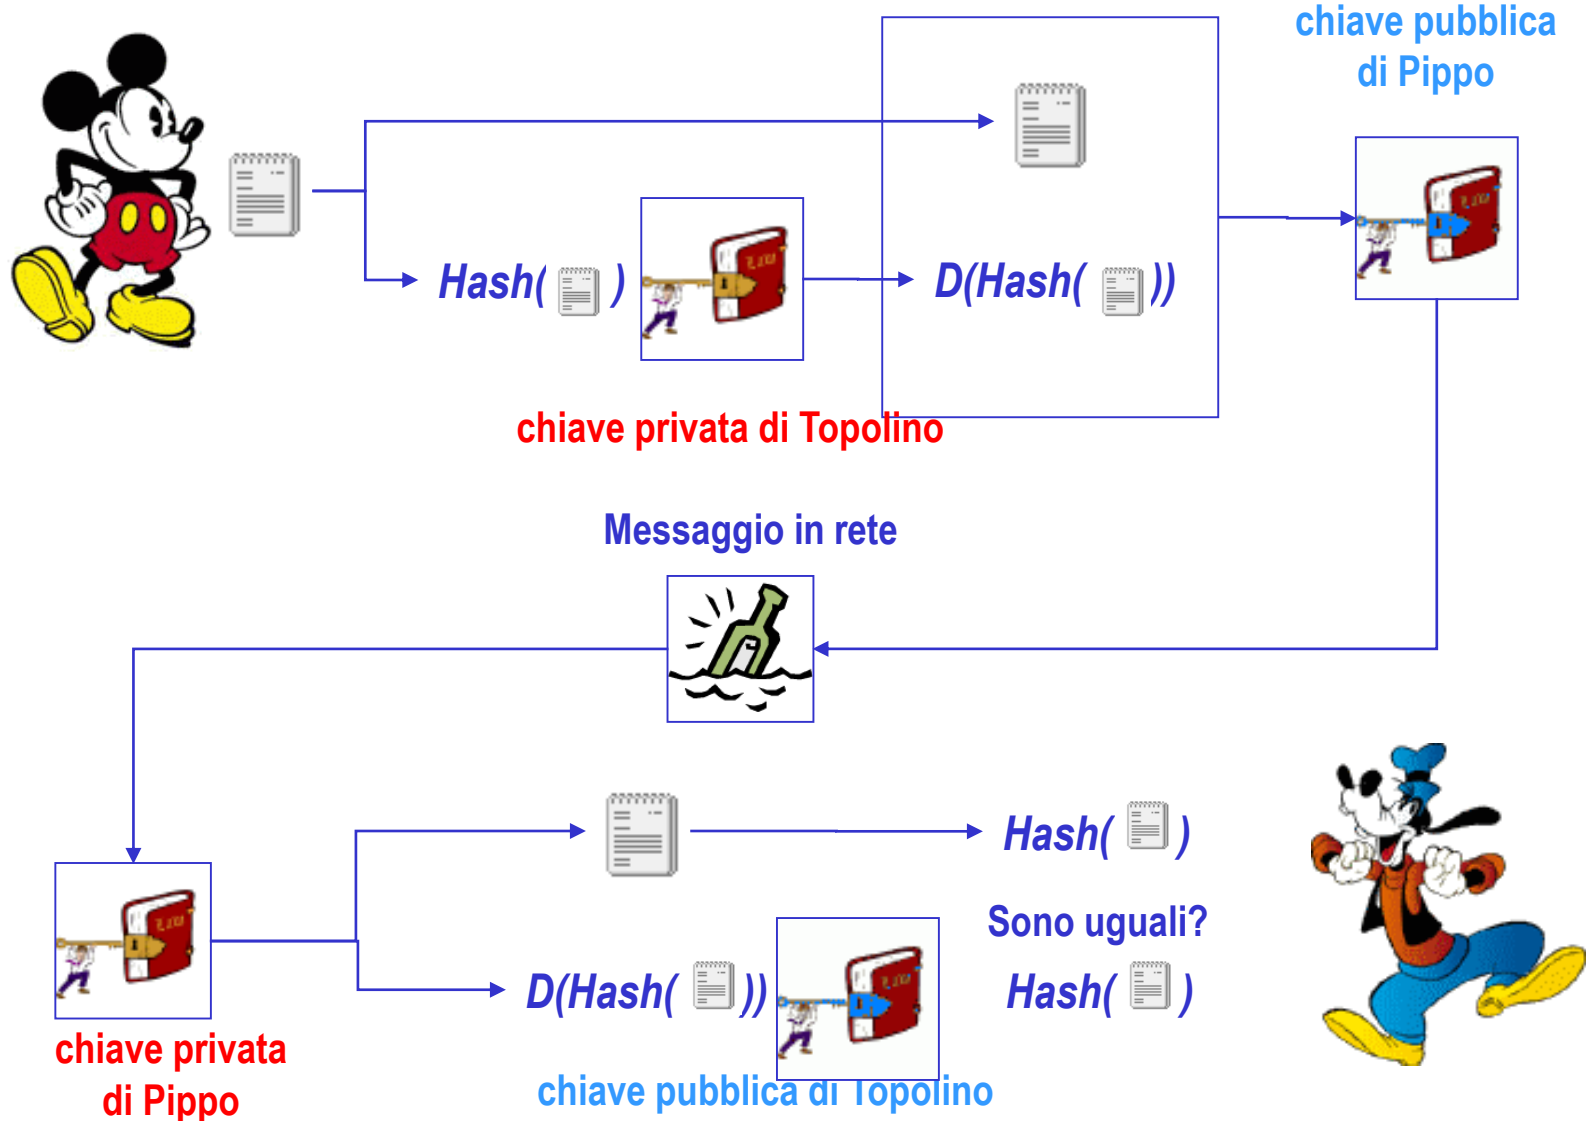 chiave pubblica
di Pippo
Hash( )
D(Hash( ))
chiave privata di Topolino
Messaggio in rete
Hash( )
Sono uguali?
D(Hash( ))
Hash( )
chiave privata
di Pippo
chiave pubblica di Topolino